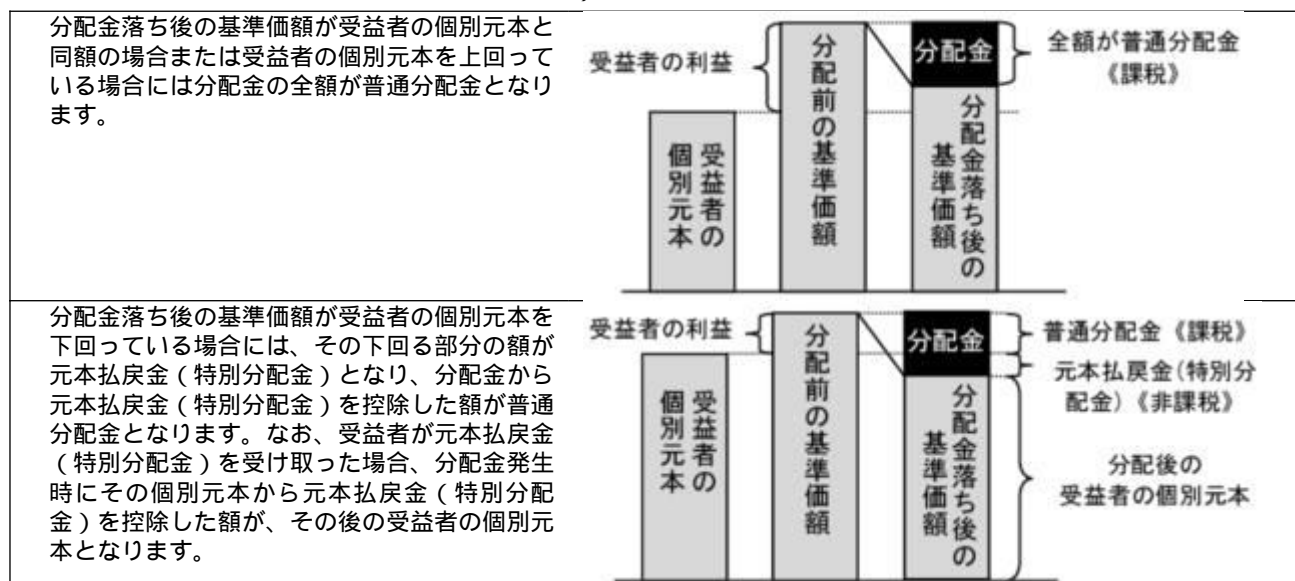 分配金落ち後の基準価額が受益者の個別元本と
同額の場合または受益者の個別元本を上回って
いる場合には分配金の全額が普通分配金となり
ます。
受益者の利益
分配前の基準価額
分配金
全額が普通分配金
《課税》
受益者の
個別元本
分配金落ち後の
基準価額
分配金落ち後の基準価額が受益者の個別元本を
下回っている場合には、その下回る部分の額が
元本払戻金(特別分配金)となり、分配金から
元本払戻金(特別分配金)を控除した額が普通
分配金となります。なお、受益者が元本払戻金
(特別分配金)を受け取った場合、分配金発生
時にその個別元本から元本払戻金(特別分配
金)を控除した額が、その後の受益者の個別元
本となります。
受益者の利益
分配前の基準価額
分配金
普通分配金《課税》
元本払戻金(特別分
配金)《非課税》
受益者の
個別元本
分配金落ち後の
基準価額
分配後の
受益者の個別元本